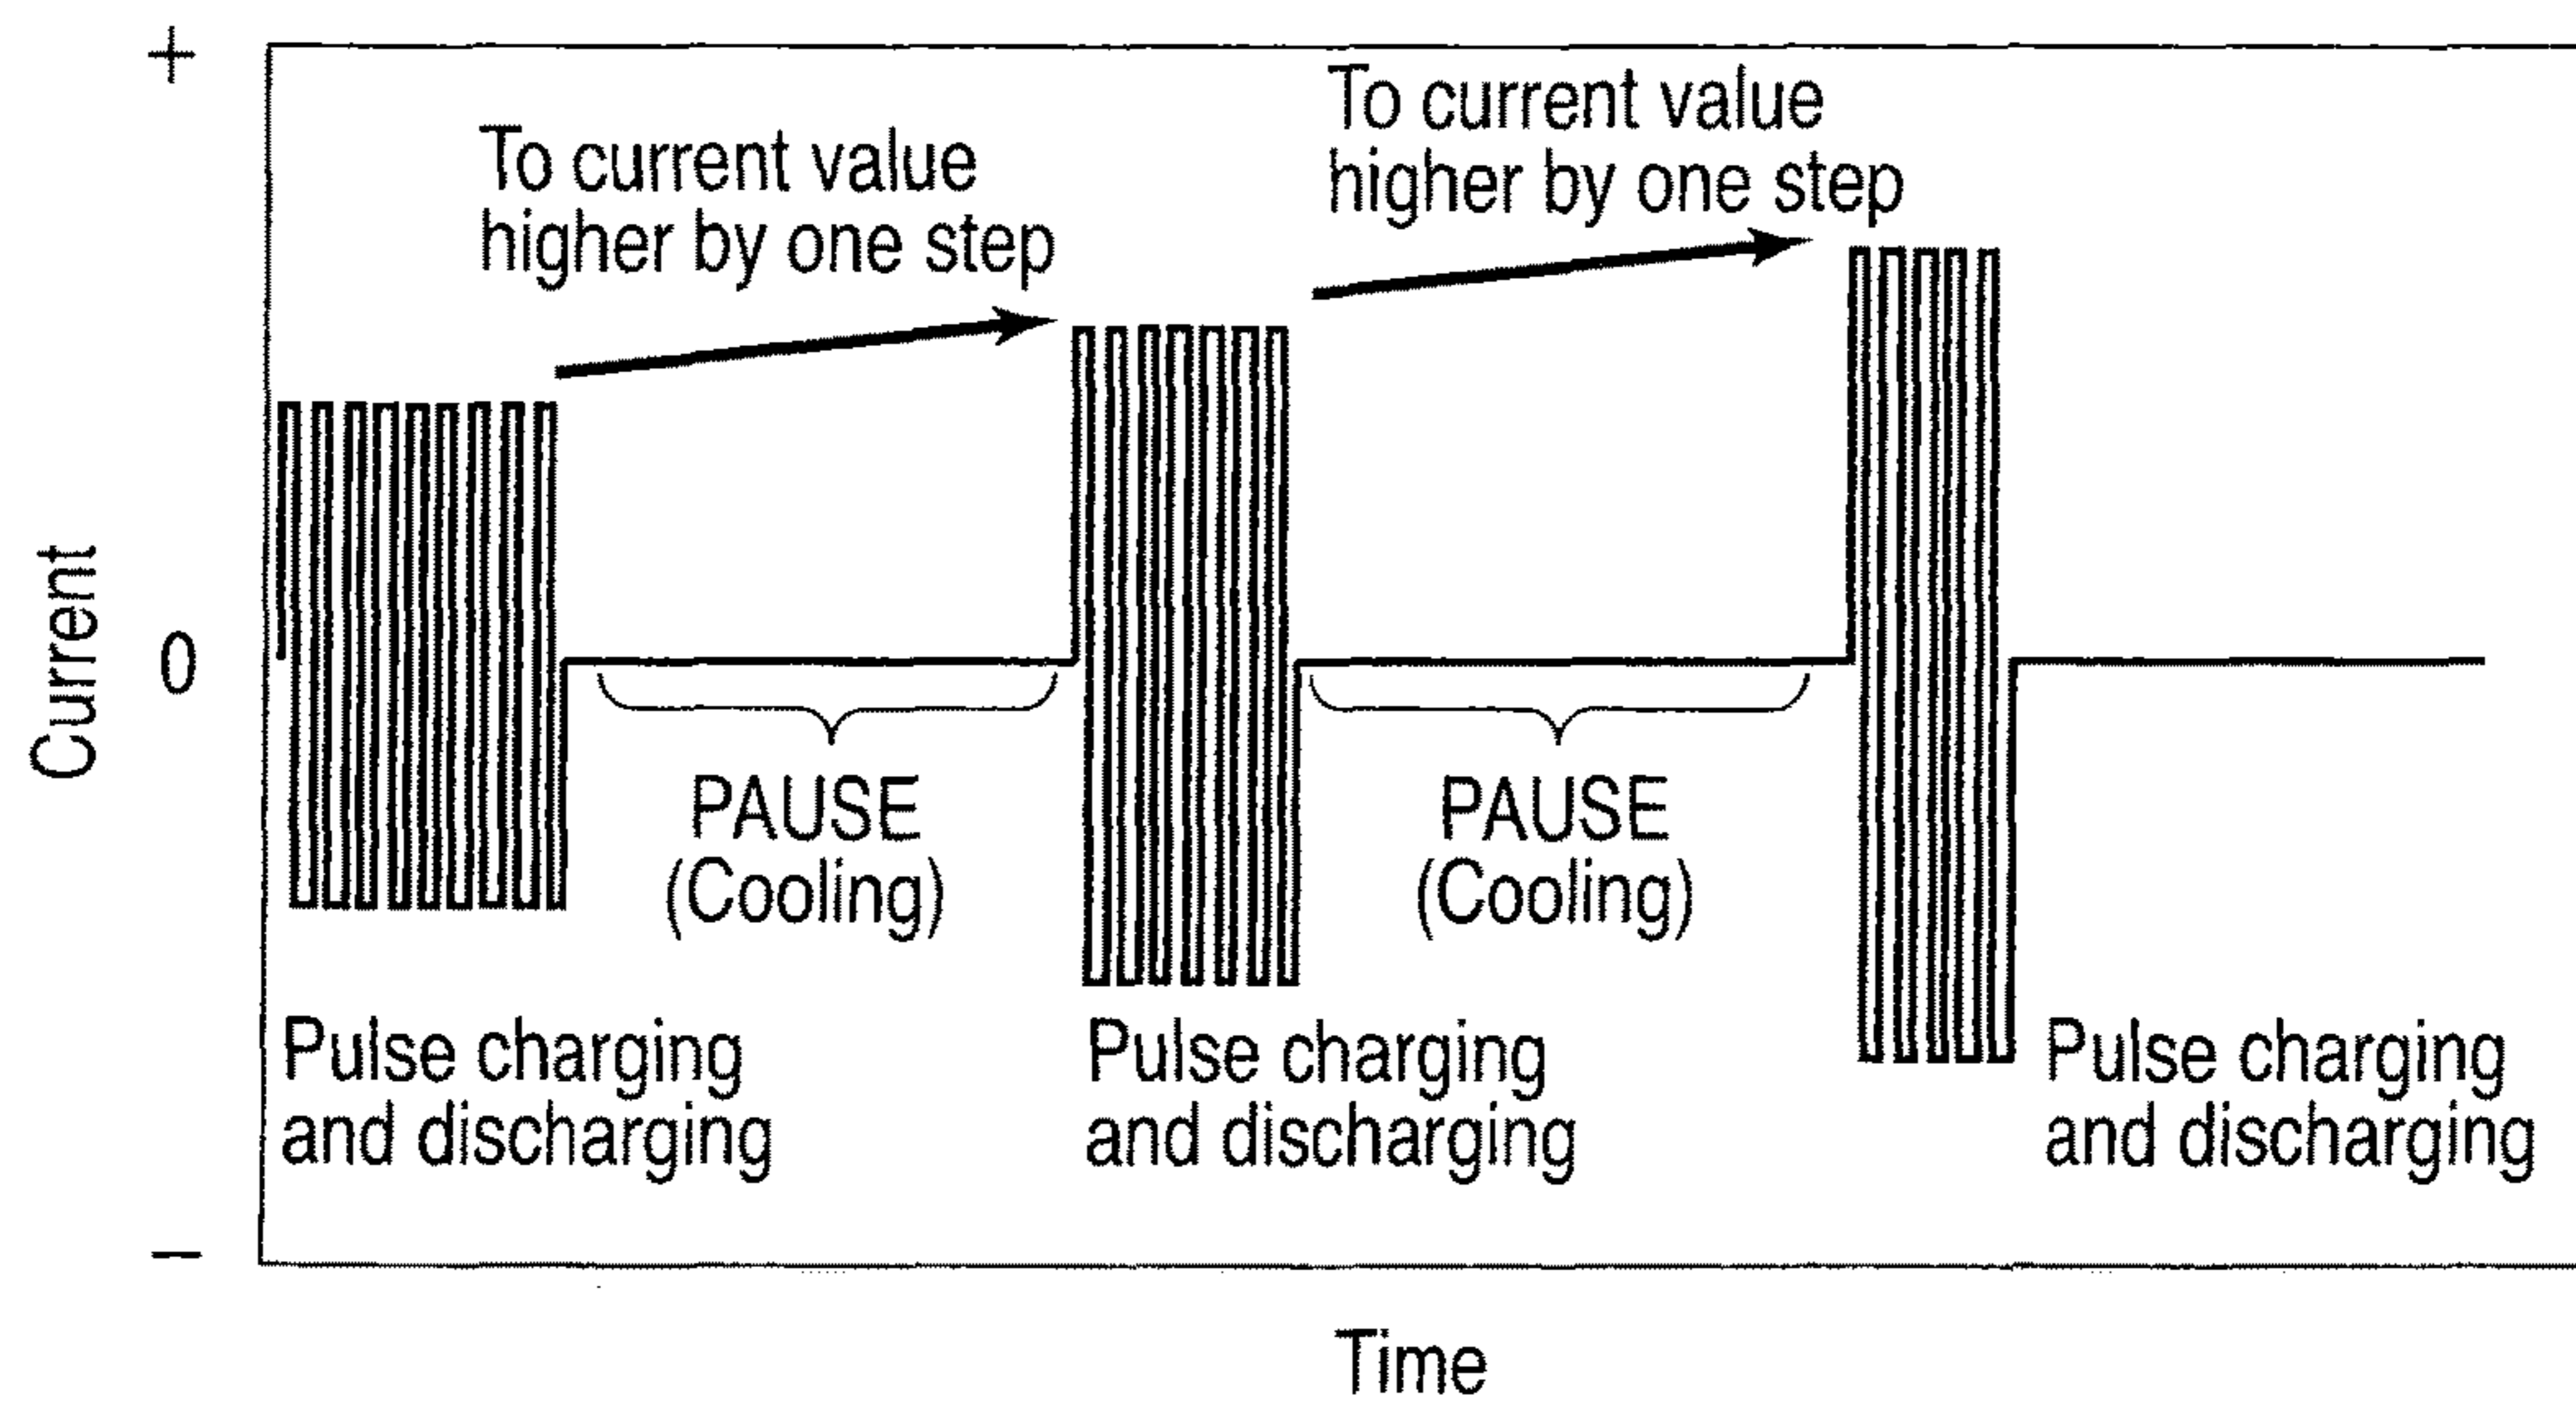 +
To current value
higher by one step
To current value
higher by one step
Current
0
PAUSE
(Cooling)
PAUSE
(Cooling)
Pulse charging
and discharging
Pulse charging
and discharging
Pulse charging
and discharging
−
Time